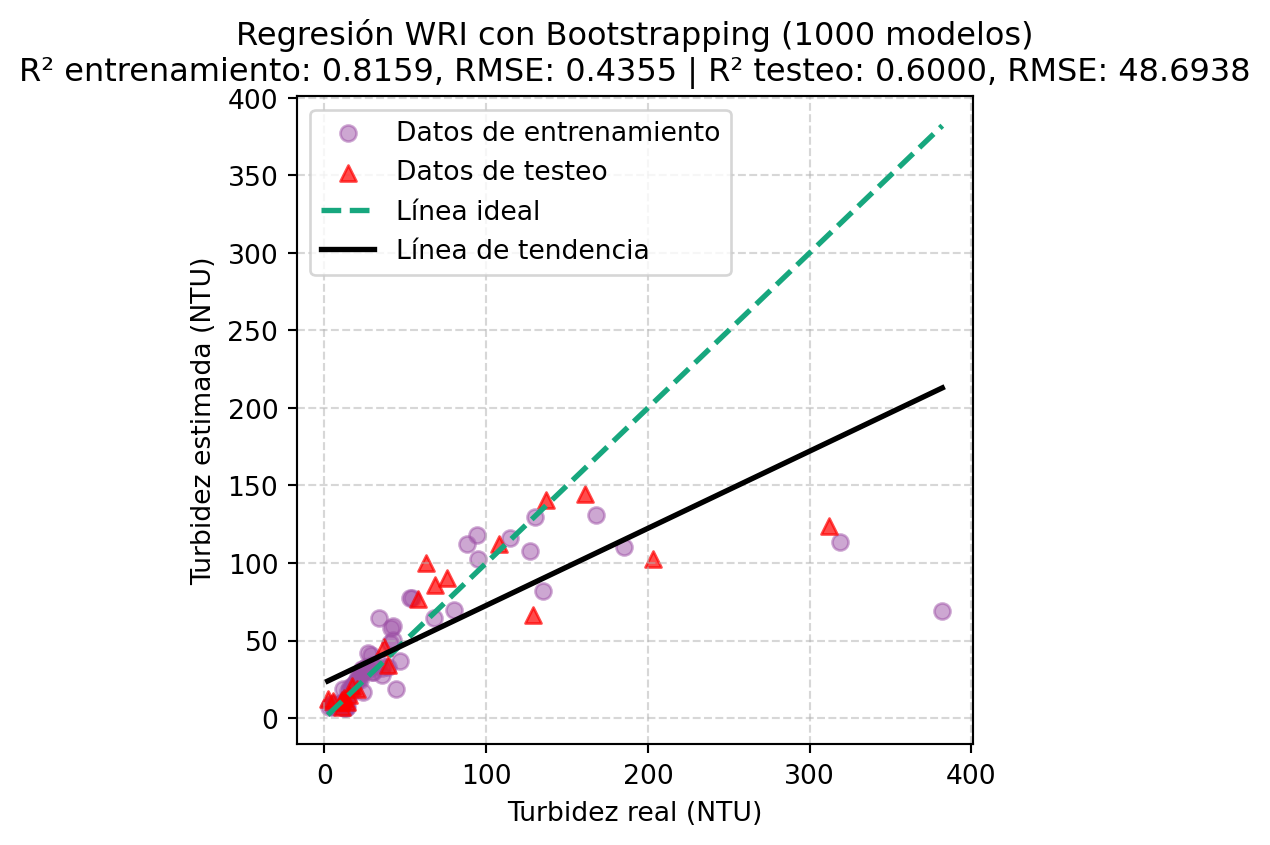 Regresión WRI con Bootstrapping (1000 modelos)
R² entrenamiento: 0.8159, RMSE: 0.4355 | R² testeo: 0.6000, RMSE: 48.6938
Datos de entrenamiento
Datos de testeo
Línea ideal
Línea de tendencia
Turbidez estimada (NTU)
400
350
300
250
200
150
100
50
0
0
100
200
300
400
Turbidez real (NTU)